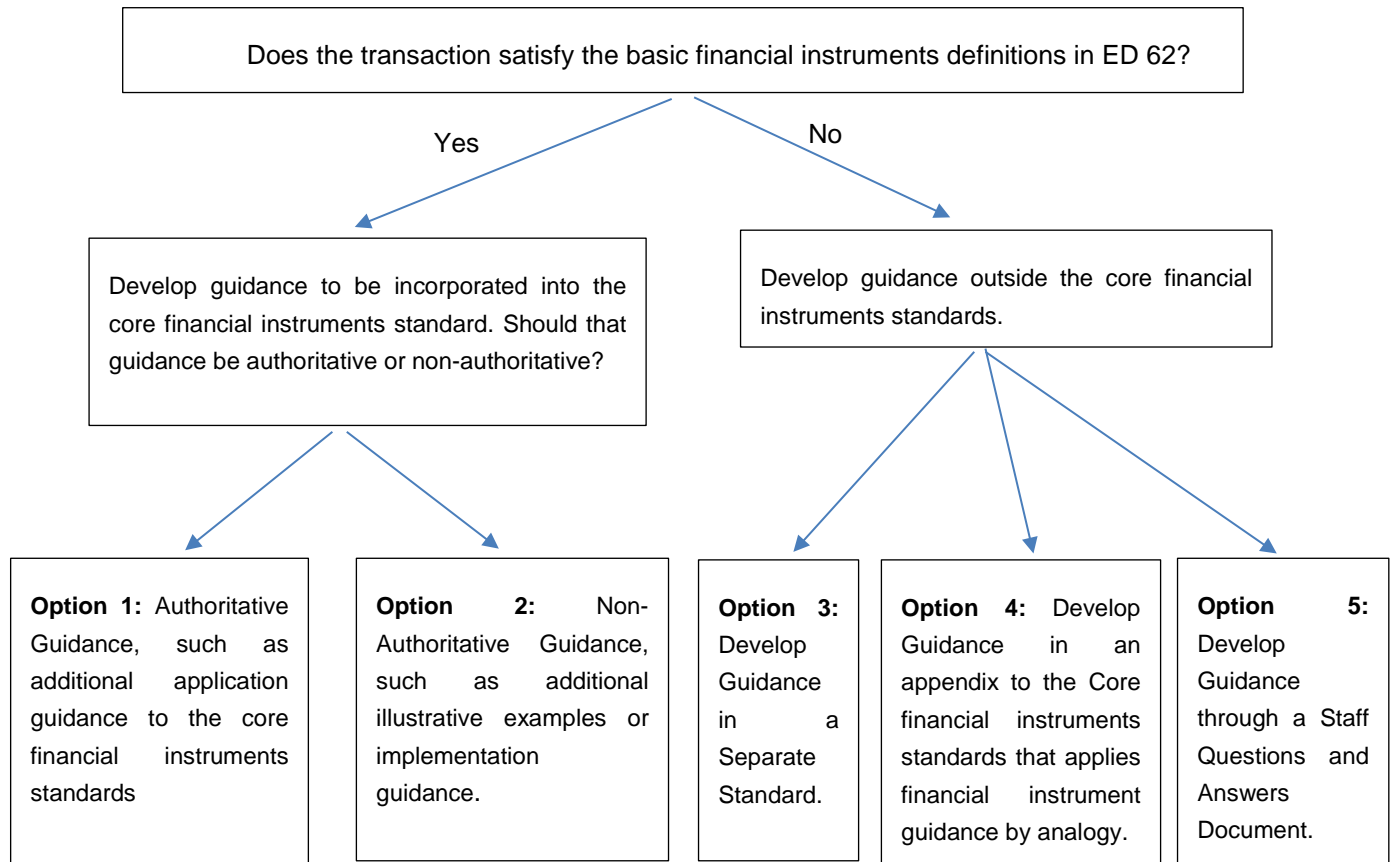 Does the transaction satisfy the basic financial instruments definitions in ED 62?
Yes
No
Develop guidance to be incorporated into the
core financial instruments standard. Should that
guidance be authoritative or non-authoritative?
Develop guidance outside the core financial
instruments standards.
Option 1: Authoritative
Guidance, such as
additional application
guidance to the core
financial instruments
standards
Option 2: Non-
Authoritative Guidance,
such as additional
illustrative examples or
implementation
guidance.
Option 3:
Develop
Guidance
in a
Separate
Standard.
Option 4: Develop
Guidance in an
appendix to the Core
financial instruments
standards that applies
financial instrument
guidance by analogy.
Option 5:
Develop
Guidance
through a Staff
Questions and
Answers
Document.